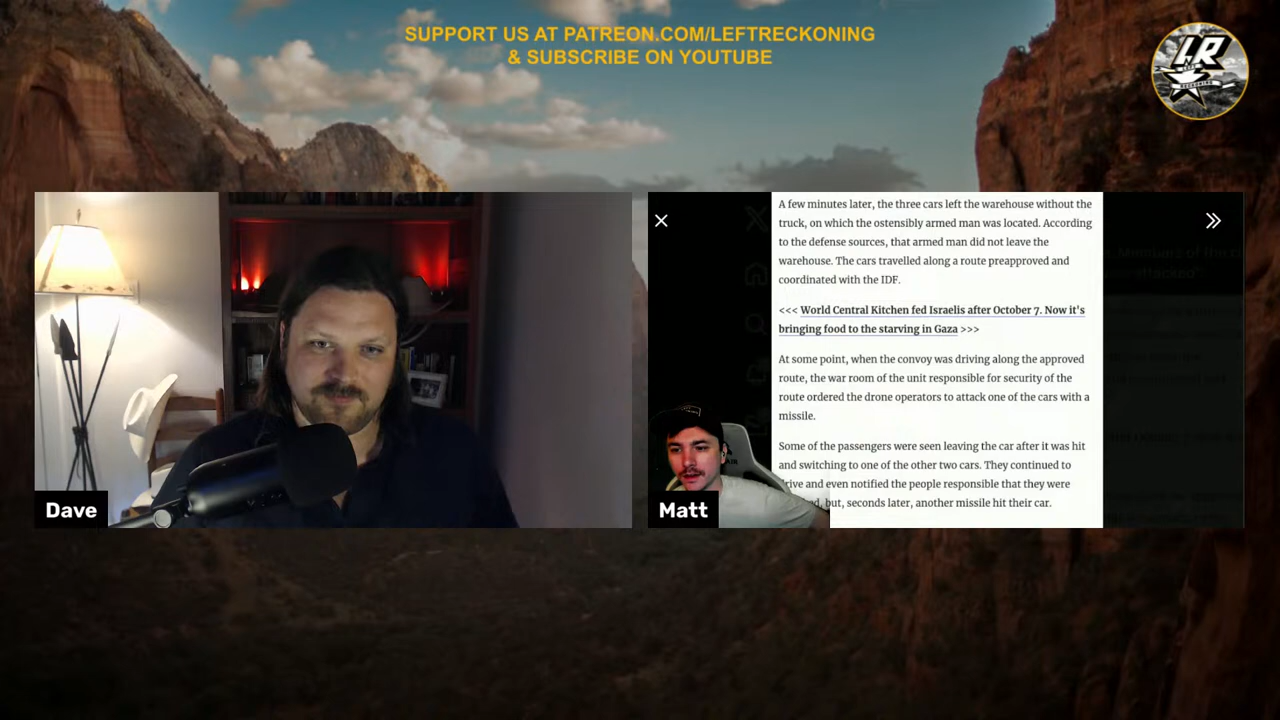 SUPPORT US AT PATREON.COM/LEFTRECKONING
& SUBSCRIBE ON YOUTUBE
LR
RECKONING
A few minutes later, the three cars left the warehouse without the
truck, on which the ostensibly armed man was located. According
to the defense sources, that armed man did not leave the
warehouse. The cars travelled along a route preapproved and
coordinated with the IDF.
<<< World Central Kitchen fed Israelis after October 7. Now it's
bringing food to the starving in Gaza >>>
At some point, when the convoy was driving along the approved
route, the war room of the unit responsible for security of the
route ordered the drone operators to attack one of the cars with a
missile.
Some of the passengers were seen leaving the car after it was hit
and switching to one of the other two cars. They continued to
and even notified the people responsible that they were
but, seconds later, another missile hit their car.
Dave
Matt